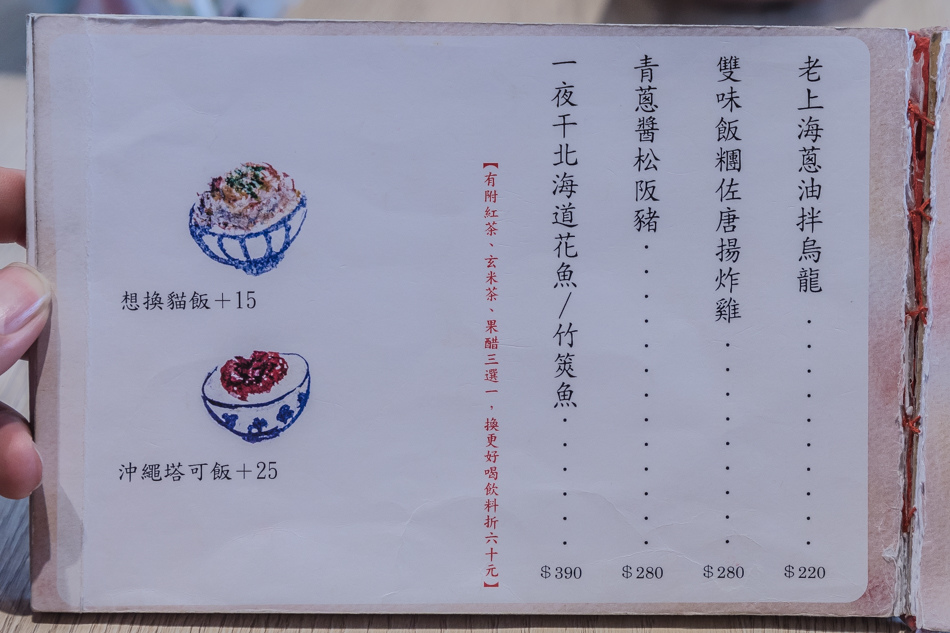 老上海蔥油拌烏龍 . . . . . . . . . . $220
雙味飯糰佐唐揚炸雞 . . . . . . . . . $280
青蔥醬松阪豬 . . . . . . . . . . . . . $280
一夜干北海道花魚/竹筴魚 . . . . . . $390
【有附紅茶、玄米茶、果醋三選一，換更好喝飲料折六十元】
想換貓飯+15
沖繩塔可飯+25